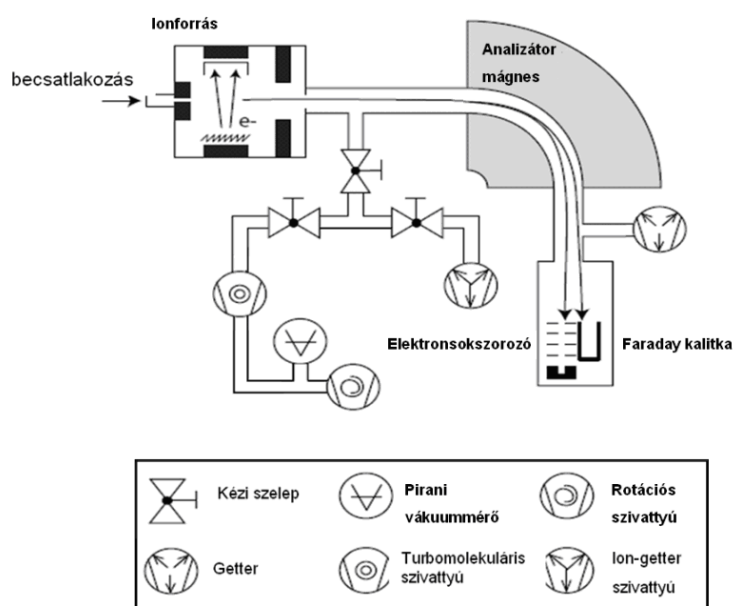 Ionforrás
Analizátor
mágnes
becsatlakozás
e-
Elektronsokszorozó
Faraday kalitka
Kézi szelep
Pirani
vákuummérő
Rotációs
szivattyú
Getter
Turbomolekuláris
szivattyú
Ion-getter
szivattyú